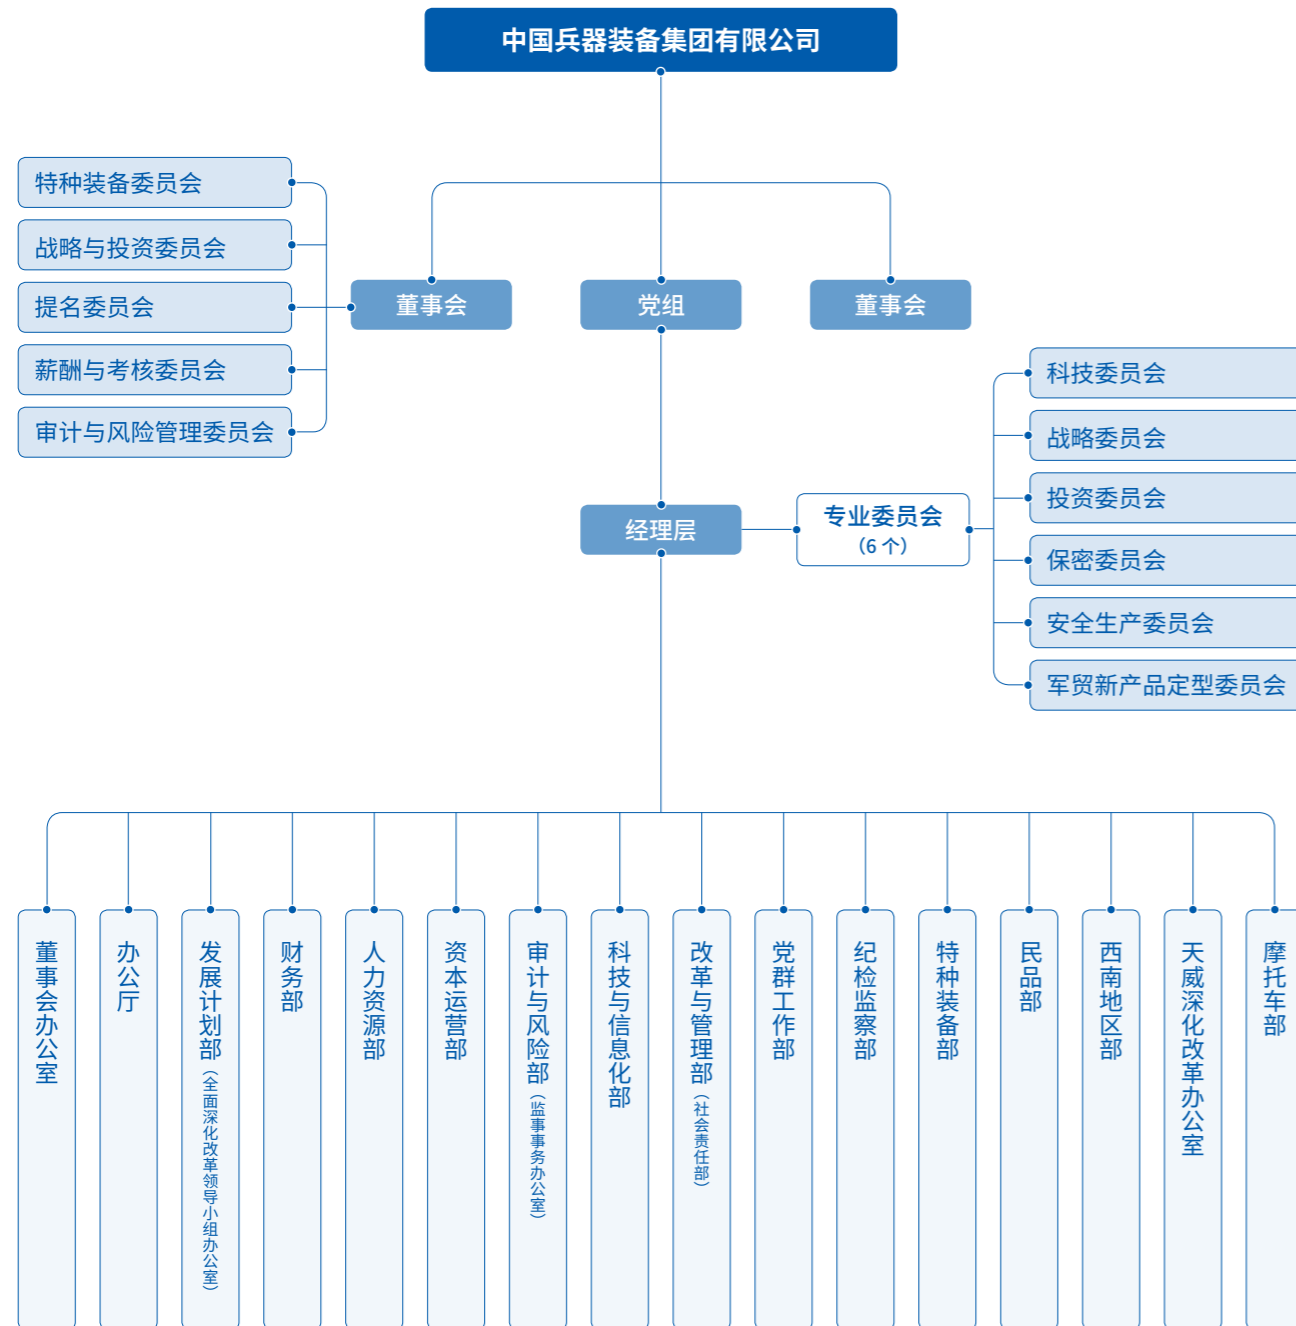 中国兵器装备集团有限公司
特种装备委员会
战略与投资委员会
提名委员会
薪酬与考核委员会
审计与风险管理委员会
董事会
党组
董事会
经理层
专业委员会
（6 个）
科技委员会
战略委员会
投资委员会
保密委员会
安全生产委员会
军贸新产品定型委员会
董事会办公室
办公厅
发展计划部（全面深化改革领导小组办公室）
财务部
人力资源部
资本运营部
审计与风险部（监事事务办公室）
科技与信息化部
改革与管理部（社会责任部）
党群工作部
纪检监察部
特种装备部
民品部
西南地区部
天威深化改革办公室
摩托车部